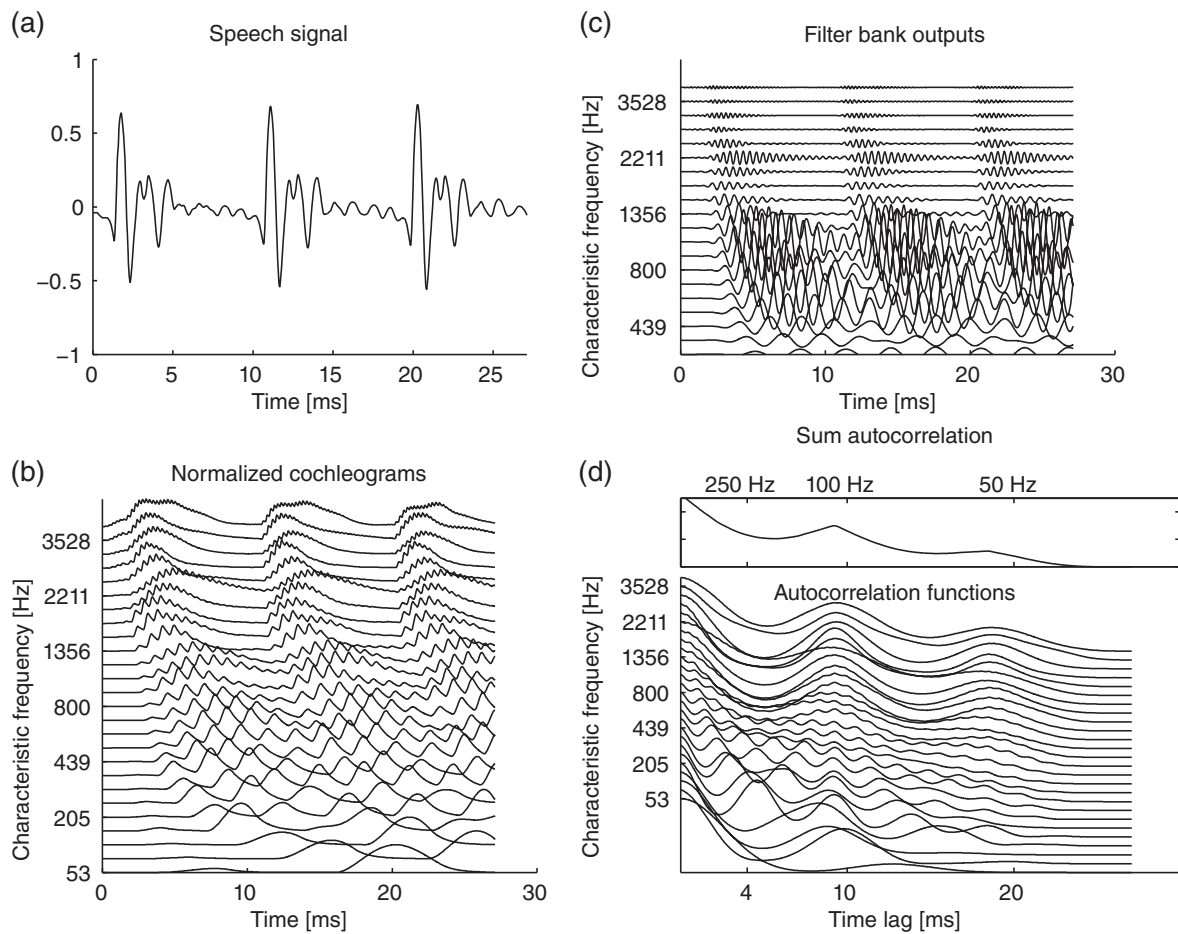 (a)
Speech signal
1
0.5
0
−0.5
−1
0 5 10 15 20 25
Time [ms]
(c)
Filter bank outputs
Characteristic frequency [Hz]
3528
2211
1356
800
439
0 10 20 30
Time [ms]
(b)
Normalized cochleograms
Characteristic frequency [Hz]
3528
2211
1356
800
439
205
53
0 10 20 30
Time [ms]
Sum autocorrelation
(d)
250 Hz 100 Hz 50 Hz
Autocorrelation functions
Characteristic frequency [Hz]
3528
2211
1356
800
439
205
53
4 10 20
Time lag [ms]